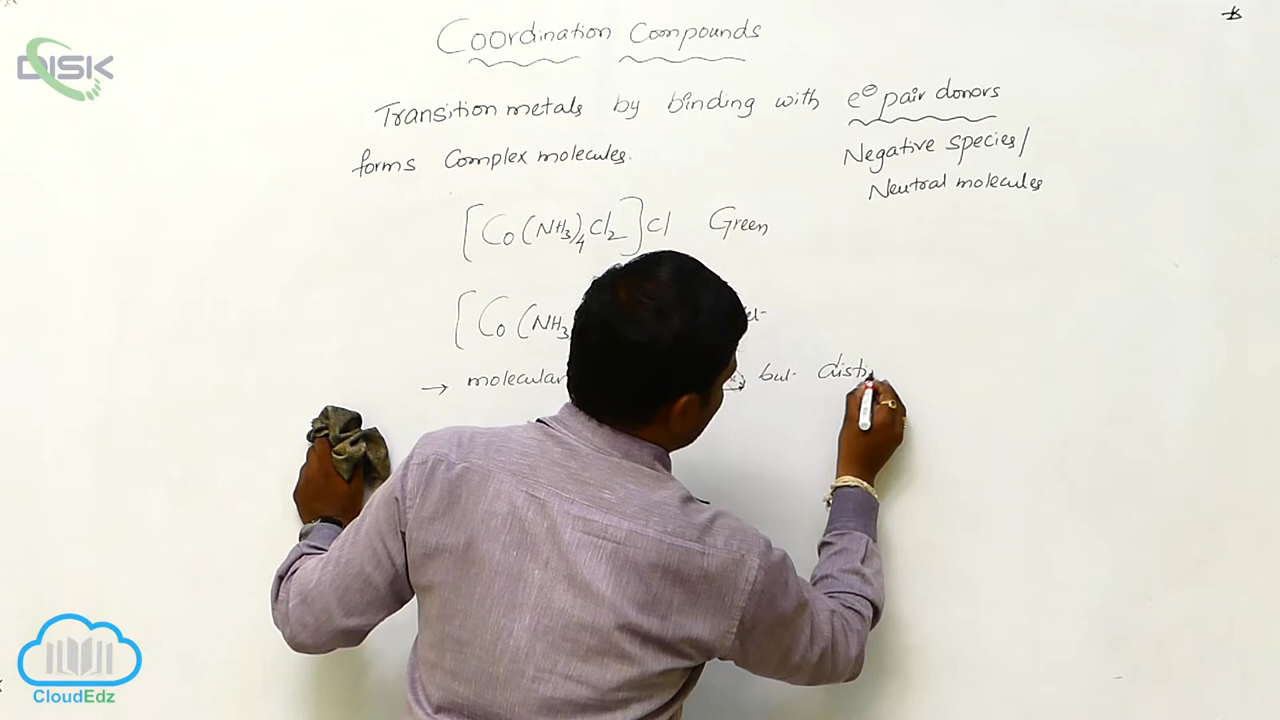 Coordination Compounds
DISK
Transition metals by binding with e⊖ pair donors
forms Complex molecules.
Negative species/
Neutral molecules
[Co(NH3)4Cl2]Cl Green
[Co(NH3
→ molecular but
CloudEdz